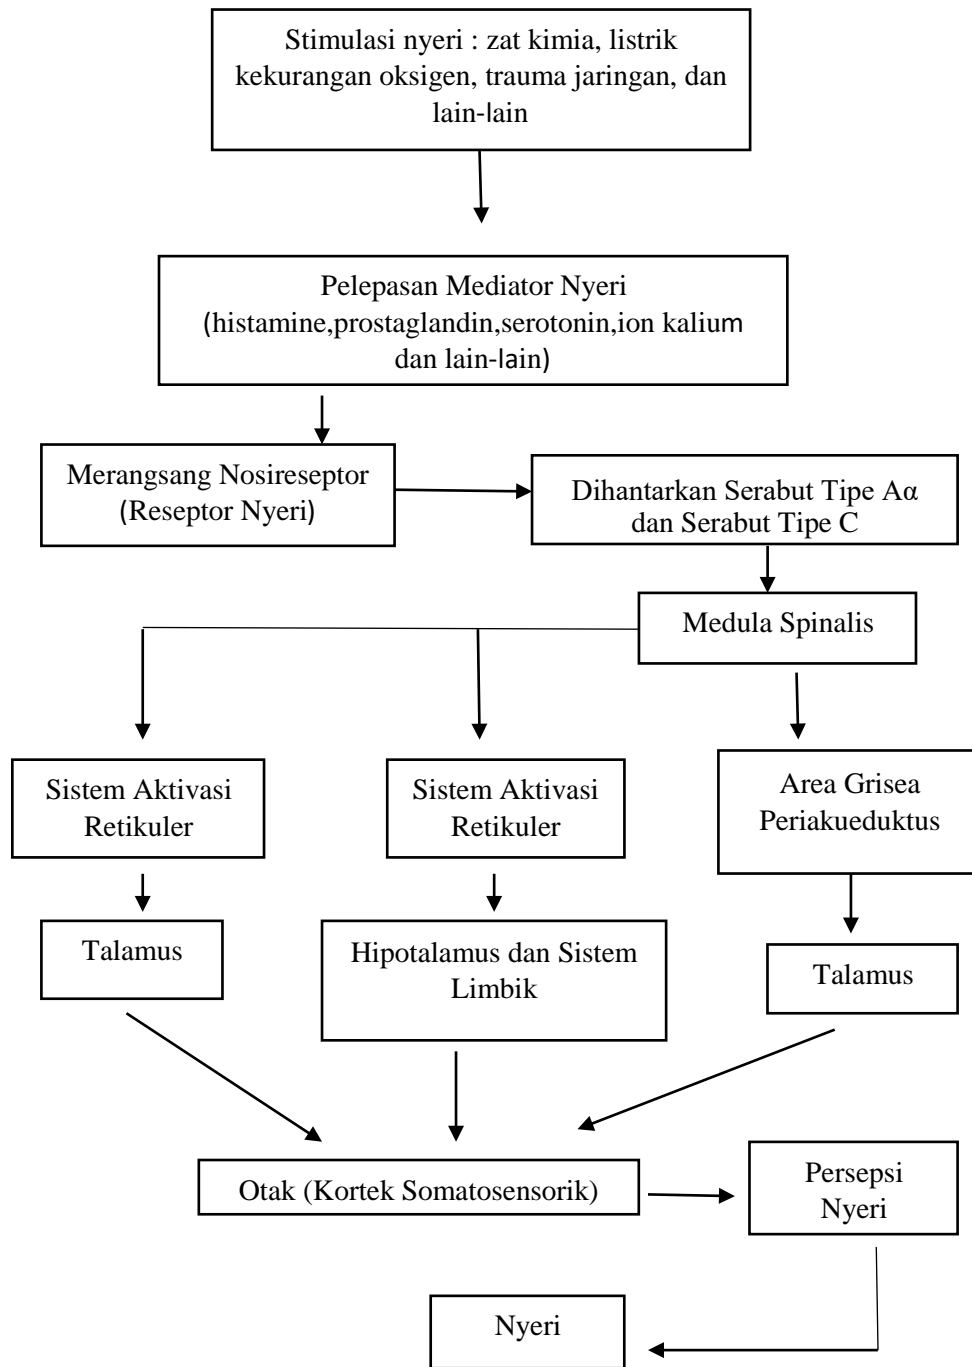 Stimulasi nyeri : zat kimia, listrik
kekurangan oksigen, trauma jaringan, dan
lain-lain
Pelepasan Mediator Nyeri
(histamine,prostaglandin,serotonin,ion kalium
dan lain-lain)
Merangsang Nosireseptor
(Reseptor Nyeri)
Dihantarkan Serabut Tipe Aα
dan Serabut Tipe C
Medula Spinalis
Sistem Aktivasi
Retikuler
Sistem Aktivasi
Retikuler
Area Grisea
Periakueduktus
Talamus
Hipotalamus dan Sistem
Limbik
Talamus
Otak (Kortek Somatosensorik)
Persepsi
Nyeri
Nyeri